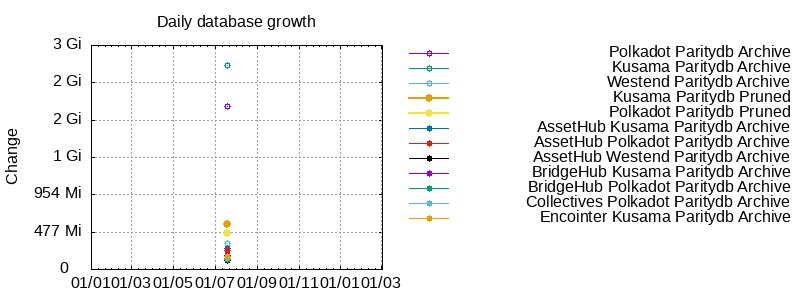 Daily database growth
Change
3 Gi
2 Gi
2 Gi
1 Gi
954 Mi
477 Mi
0
01/01 01/03 01/05 01/07 01/09 01/11 01/01 01/03
Polkadot Paritydb Archive
Kusama Paritydb Archive
Westend Paritydb Archive
Kusama Paritydb Pruned
Polkadot Paritydb Pruned
AssetHub Kusama Paritydb Archive
AssetHub Polkadot Paritydb Archive
AssetHub Westend Paritydb Archive
BridgeHub Kusama Paritydb Archive
BridgeHub Polkadot Paritydb Archive
Collectives Polkadot Paritydb Archive
Encointer Kusama Paritydb Archive